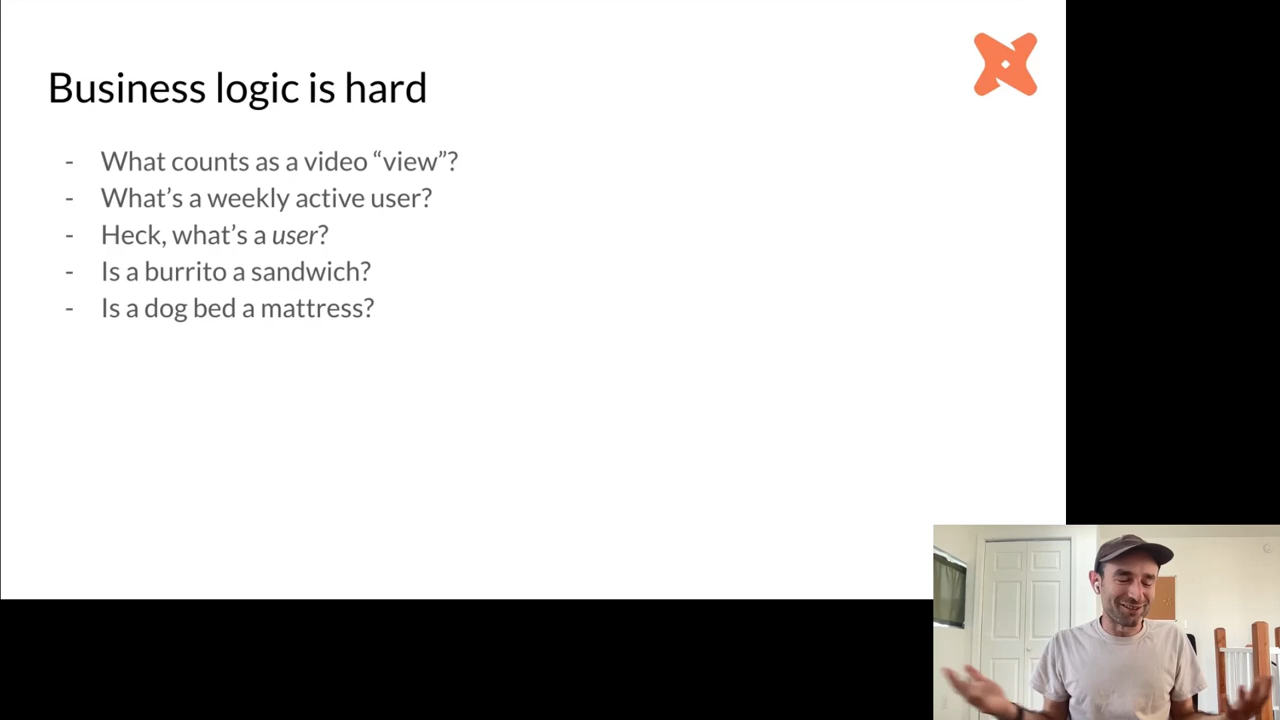 Business logic is hard
- What counts as a video “view”?
- What’s a weekly active user?
- Heck, what’s a user?
- Is a burrito a sandwich?
- Is a dog bed a mattress?